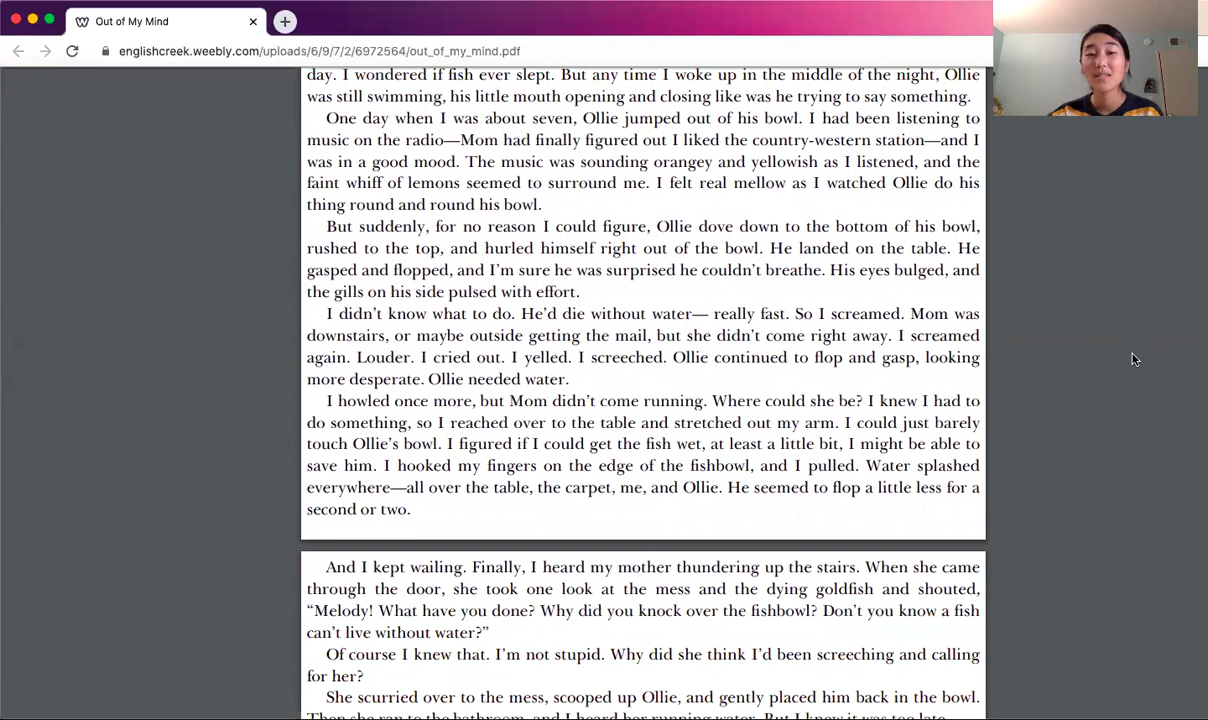 Out of My Mind
englishcreek.weebly.com/uploads/6/9/7/2/6972564/out_of_my_mind.pdf
day. I wondered if fish ever slept. But any time I woke up in the middle of the night, Ollie
was still swimming, his little mouth opening and closing like was he trying to say something.
One day when I was about seven, Ollie jumped out of his bowl. I had been listening to
music on the radio—Mom had finally figured out I liked the country-western station—and I
was in a good mood. The music was sounding orangey and yellowish as I listened, and the
faint whiff of lemons seemed to surround me. I felt real mellow as I watched Ollie do his
thing round and round his bowl.
But suddenly, for no reason I could figure, Ollie dove down to the bottom of his bowl,
rushed to the top, and hurled himself right out of the bowl. He landed on the table. He
gasped and flopped, and I'm sure he was surprised he couldn't breathe. His eyes bulged, and
the gills on his side pulsed with effort.
I didn't know what to do. He'd die without water— really fast. So I screamed. Mom was
downstairs, or maybe outside getting the mail, but she didn't come right away. I screamed
again. Louder. I cried out. I yelled. I screeched. Ollie continued to flop and gasp, looking
more desperate. Ollie needed water.
I howled once more, but Mom didn't come running. Where could she be? I knew I had to
do something, so I reached over to the table and stretched out my arm. I could just barely
touch Ollie's bowl. I figured if I could get the fish wet, at least a little bit, I might be able to
save him. I hooked my fingers on the edge of the fishbowl, and I pulled. Water splashed
everywhere—all over the table, the carpet, me, and Ollie. He seemed to flop a little less for a
second or two.
And I kept wailing. Finally, I heard my mother thundering up the stairs. When she came
through the door, she took one look at the mess and the dying goldfish and shouted,
“Melody! What have you done? Why did you knock over the fishbowl? Don't you know a fish
can't live without water?”
Of course I knew that. I'm not stupid. Why did she think I'd been screeching and calling
for her?
She scurried over to the mess, scooped up Ollie, and gently placed him back in the bowl.
Then she ran to the bathroom, and I heard her running water. But I knew it was too late.